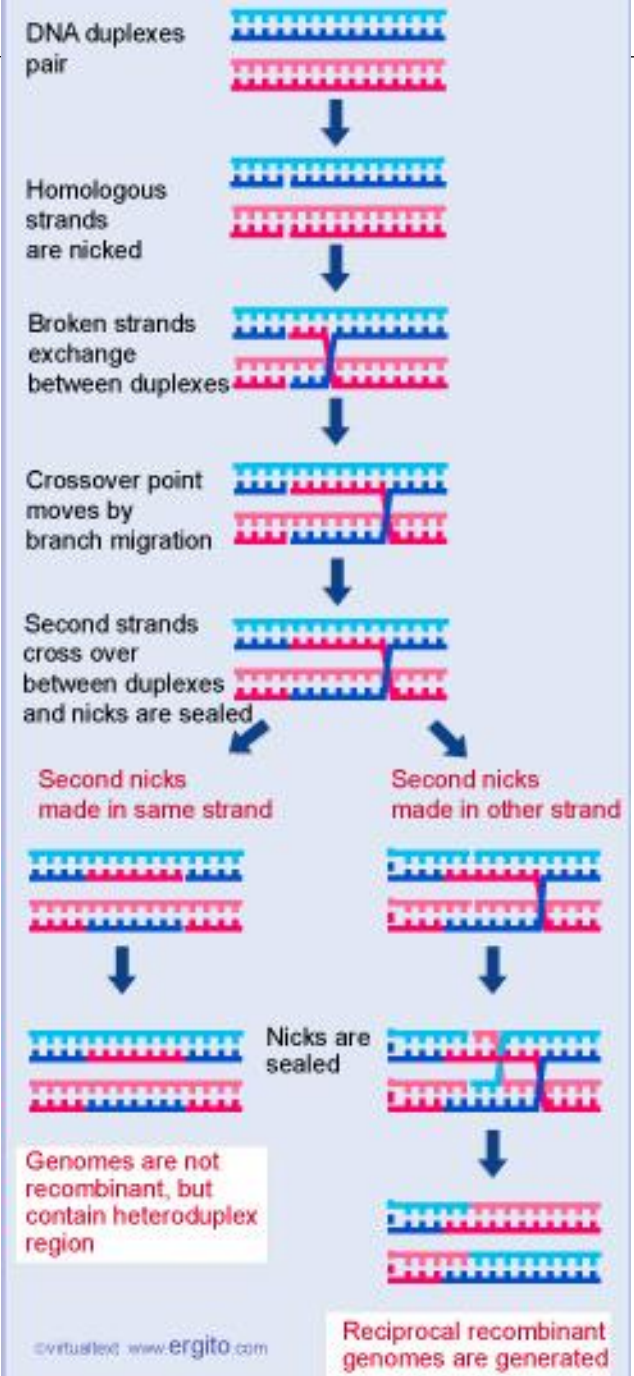 DNA duplexes
pair
Homologous
strands
are nicked
Broken strands
exchange
between duplexes
Crossover point
moves by
branch migration
Second strands
cross over
between duplexes
and nicks are sealed
Second nicks
made in same strand
Second nicks
made in other strand
Nicks are
sealed
Genomes are not
recombinant, but
contain heteroduplex
region
©virtualtext www.ergito.com
Reciprocal recombinant
genomes are generated